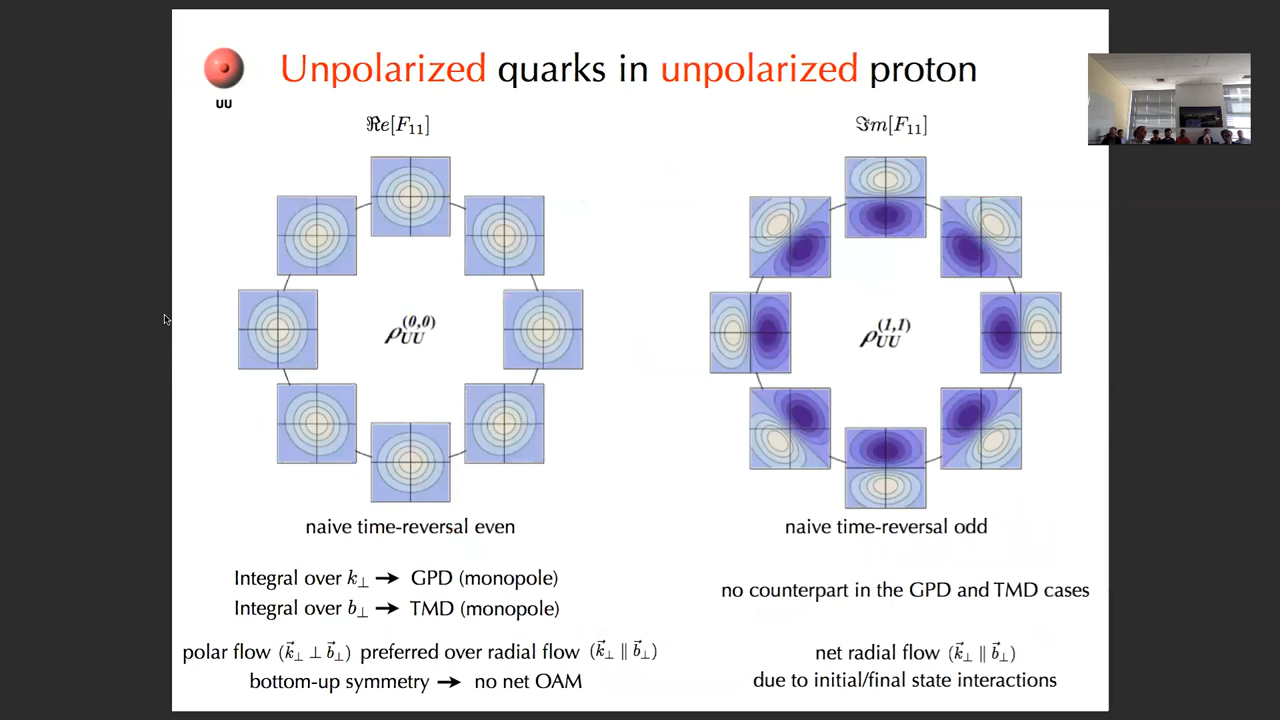 Unpolarized quarks in unpolarized proton
UU
ℜe[F₁₁]
ℑm[F₁₁]
ρ_UU^(0,0)
ρ_UU^(1,1)
naive time-reversal even
naive time-reversal odd
Integral over k⊥ → GPD (monopole)
Integral over b⊥ → TMD (monopole)
no counterpart in the GPD and TMD cases
polar flow (k⃗⊥ ⊥ b⃗⊥) preferred over radial flow (k⃗⊥ ∥ b⃗⊥)
bottom-up symmetry → no net OAM
net radial flow (k⃗⊥ ∥ b⃗⊥)
due to initial/final state interactions